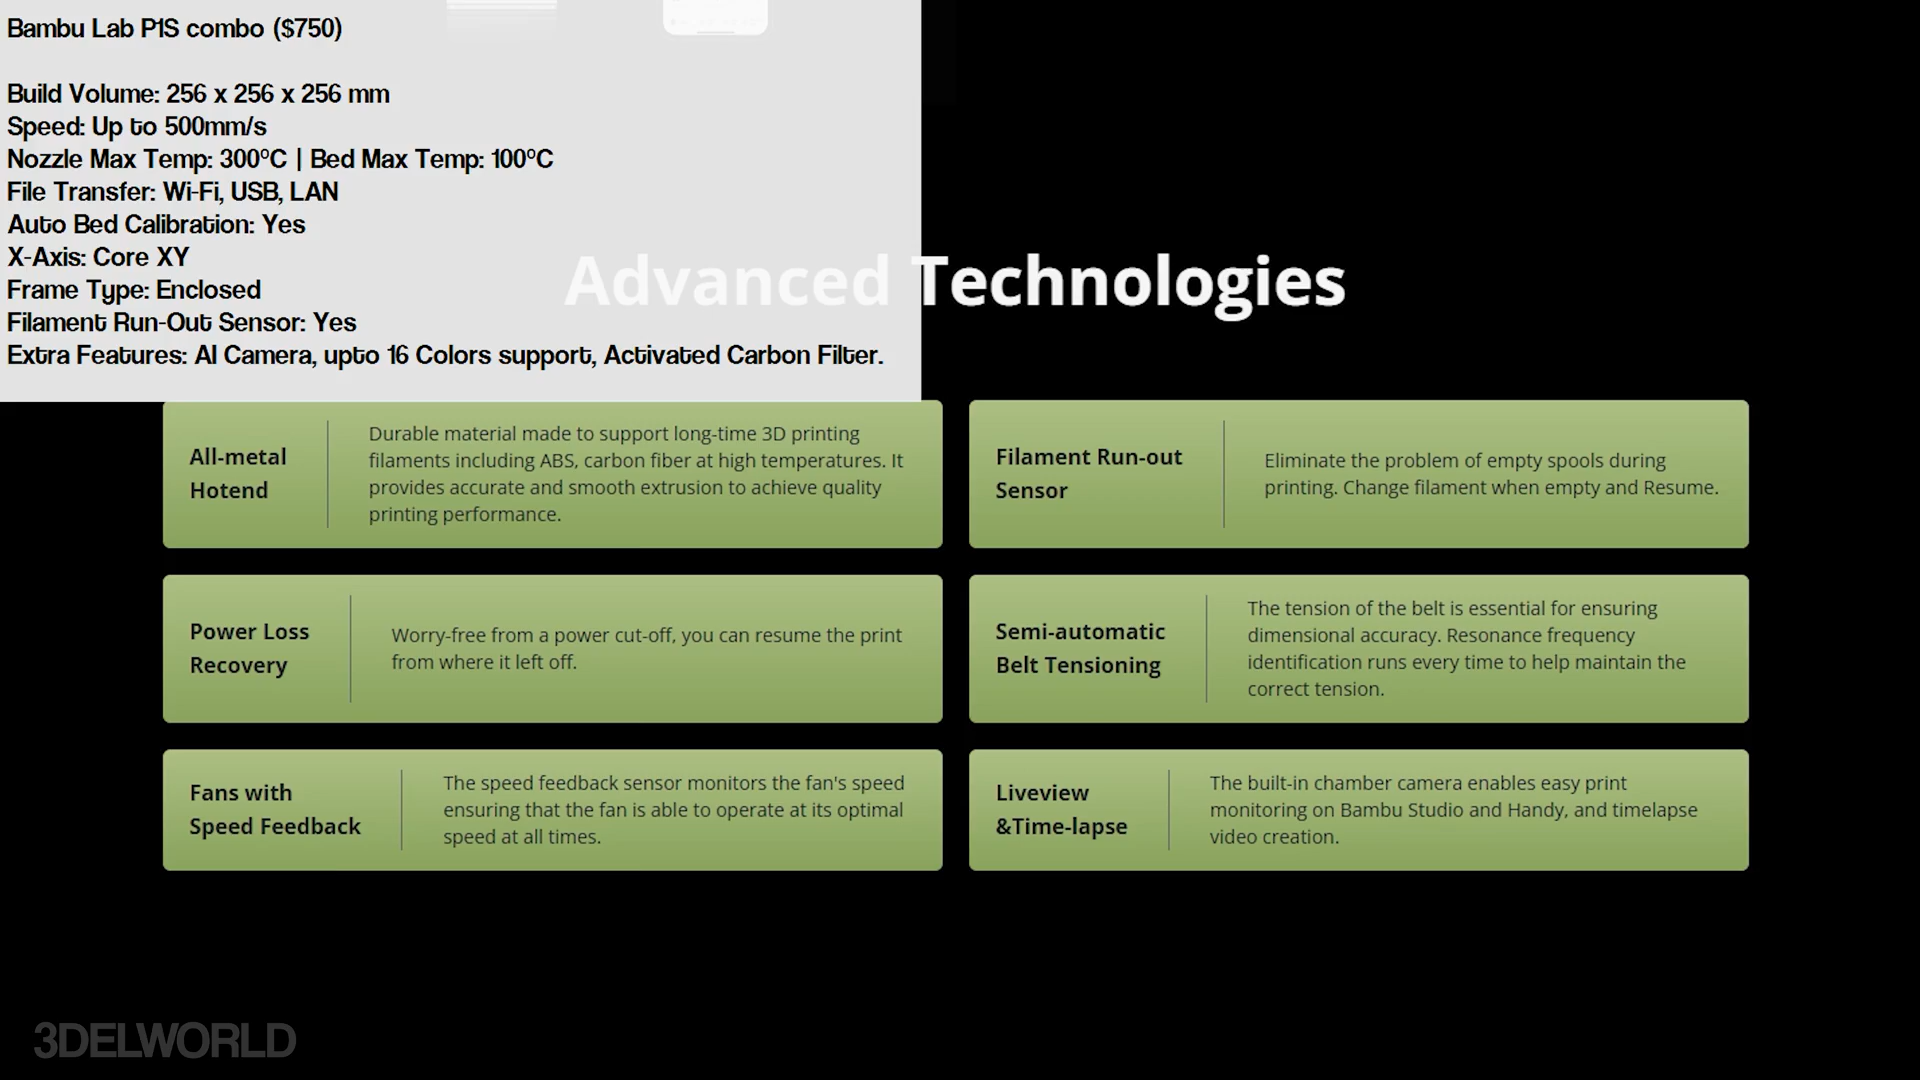 Bambu Lab P1S combo ($750)
Build Volume: 256 x 256 x 256 mm
Speed: Up to 500mm/s
Nozzle Max Temp: 300°C | Bed Max Temp: 100°C
File Transfer: Wi-Fi, USB, LAN
Auto Bed Calibration: Yes
X-Axis: Core XY
Frame Type: Enclosed
Filament Run-Out Sensor: Yes
Extra Features: AI Camera, upto 16 Colors support, Activated Carbon Filter.
Advanced Technologies
All-metal
Hotend
Durable material made to support long-time 3D printing
filaments including ABS, carbon fiber at high temperatures. It
provides accurate and smooth extrusion to achieve quality
printing performance.
Filament Run-out
Sensor
Eliminate the problem of empty spools during
printing. Change filament when empty and Resume.
Power Loss
Recovery
Worry-free from a power cut-off, you can resume the print
from where it left off.
Semi-automatic
Belt Tensioning
The tension of the belt is essential for ensuring
dimensional accuracy. Resonance frequency
identification runs every time to help maintain the
correct tension.
Fans with
Speed Feedback
The speed feedback sensor monitors the fan's speed
ensuring that the fan is able to operate at its optimal
speed at all times.
Liveview
&Time-lapse
The built-in chamber camera enables easy print
monitoring on Bambu Studio and Handy, and timelapse
video creation.
3DELWORLD